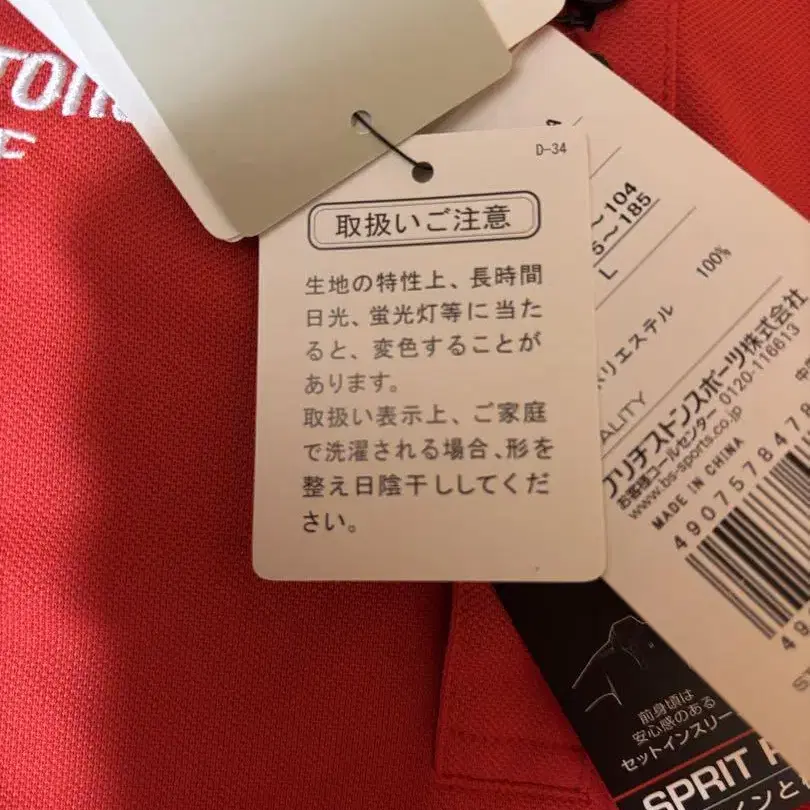 D-34
取扱いご注意
生地の特性上、長時間
日光、蛍光灯等に当た
ると、変色することが
あります。
取扱い表示上、ご家庭
で洗濯される場合、形を
整え日陰干ししてくだ
さい。
～104
5～185
L
100%
リエステル
ALITY
ブリヂストンスポーツ株式会社
お客様コールセンター 0120-116613
www.bs-sports.co.jp
MADE IN CHINA
490757847
前身頃は
安心感のある
セットインスリー
SPRIT
ンと